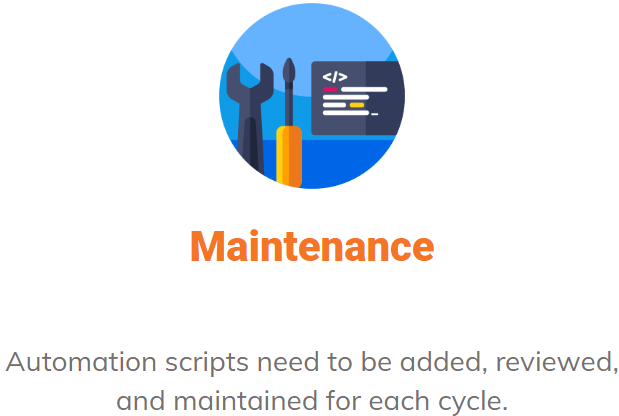 </>
Maintenance
Automation scripts need to be added, reviewed,
and maintained for each cycle.